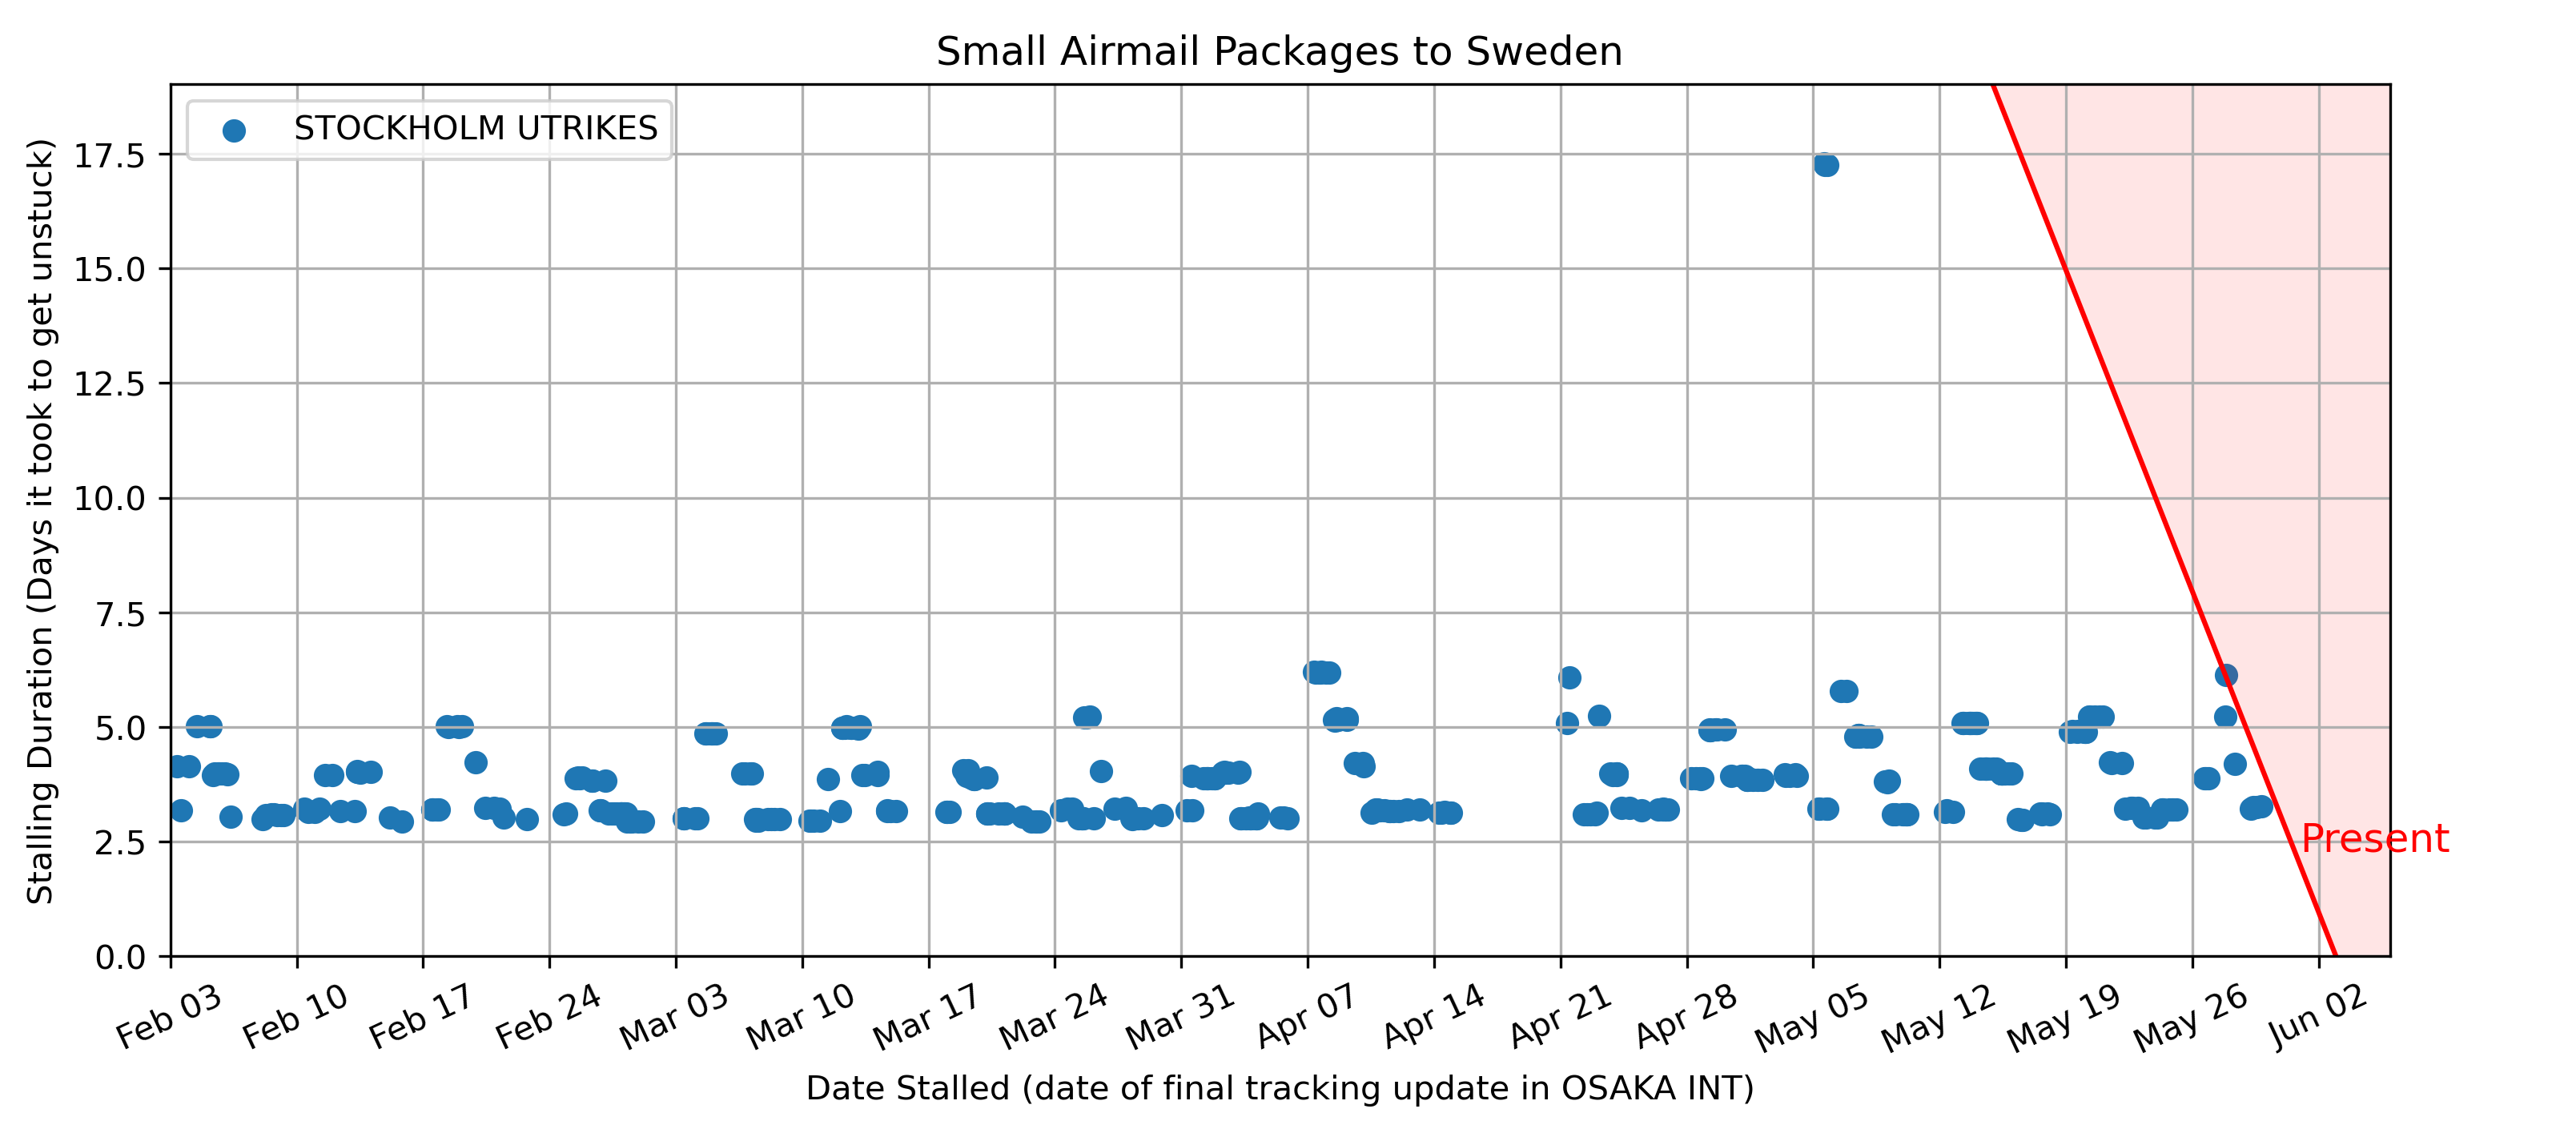 Small Airmail Packages to Sweden
STOCKHOLM UTRIKES
Stalling Duration (Days it took to get unstuck)
17.5
15.0
12.5
10.0
7.5
5.0
2.5
0.0
Present
Feb 03
Feb 10
Feb 17
Feb 24
Mar 03
Mar 10
Mar 17
Mar 24
Mar 31
Apr 07
Apr 14
Apr 21
Apr 28
May 05
May 12
May 19
May 26
Jun 02
Date Stalled (date of final tracking update in OSAKA INT)